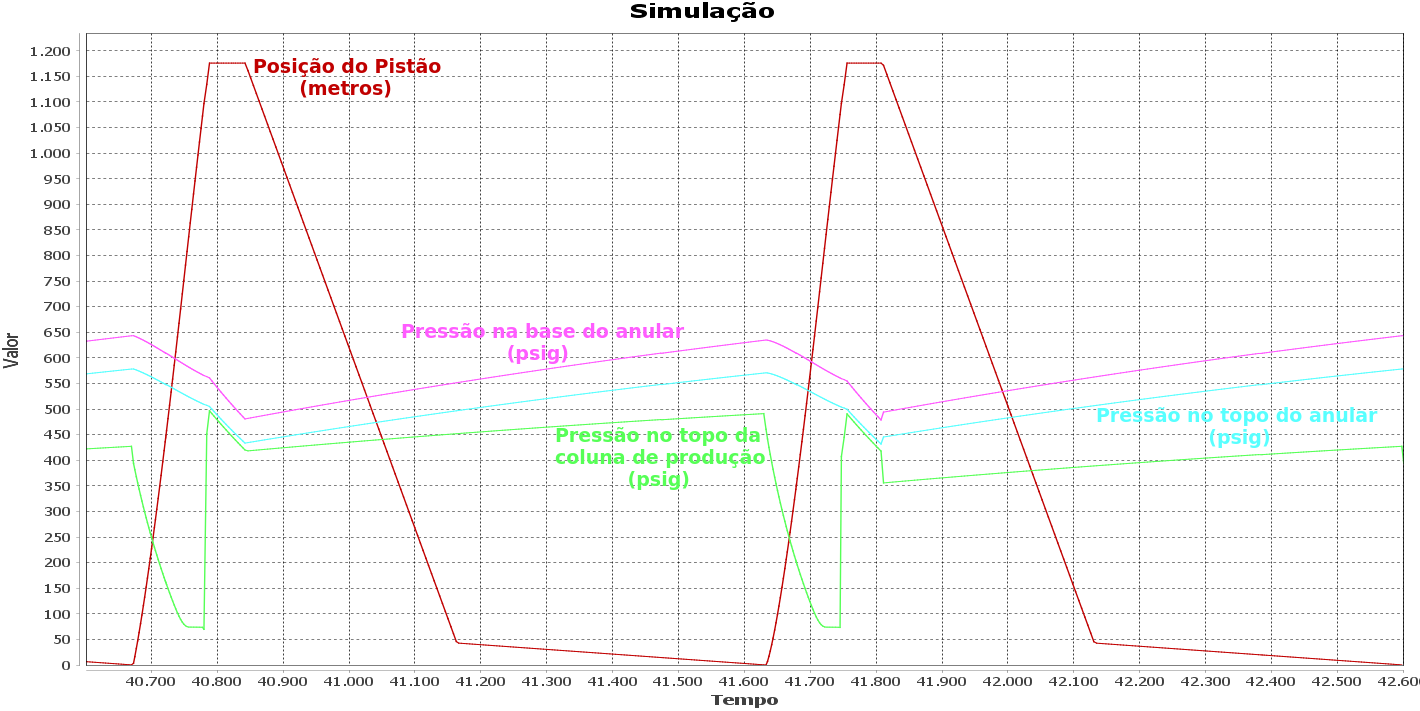 Simulação
Valor
1.200
1.150
1.100
1.050
1.000
950
900
850
800
750
700
650
600
550
500
450
400
350
300
250
200
150
100
50
0
Posição do Pistão
(metros)
Pressão na base do anular
(psig)
Pressão no topo do anular
(psig)
Pressão no topo da
coluna de produção
(psig)
40.700 40.800 40.900 41.000 41.100 41.200 41.300 41.400 41.500 41.600 41.700 41.800 41.900 42.000 42.100 42.200 42.300 42.400 42.500 42.600
Tempo